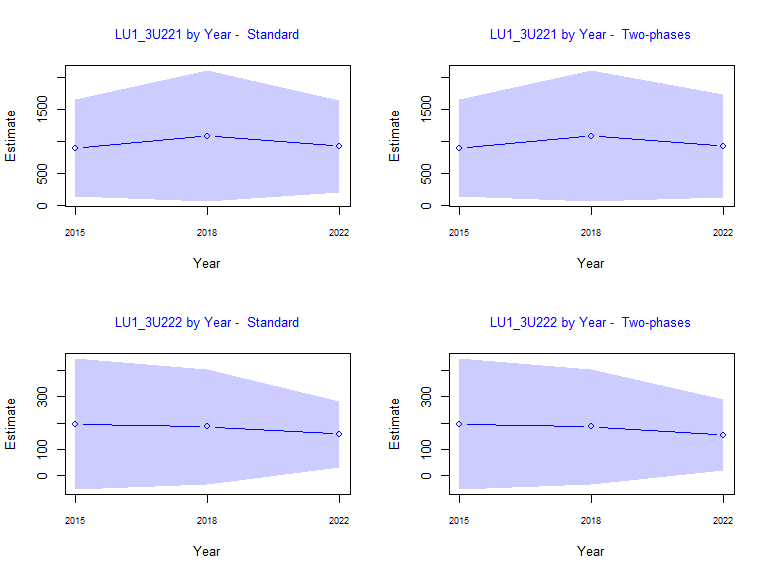 LU1_3U221 by Year -  Standard
Estimate
0
500
1500
2015
2018
2022
Year
LU1_3U221 by Year -  Two-phases
Estimate
0
500
1500
2015
2018
2022
Year
LU1_3U222 by Year -  Standard
Estimate
0
100
300
2015
2018
2022
Year
LU1_3U222 by Year -  Two-phases
Estimate
0
100
300
2015
2018
2022
Year